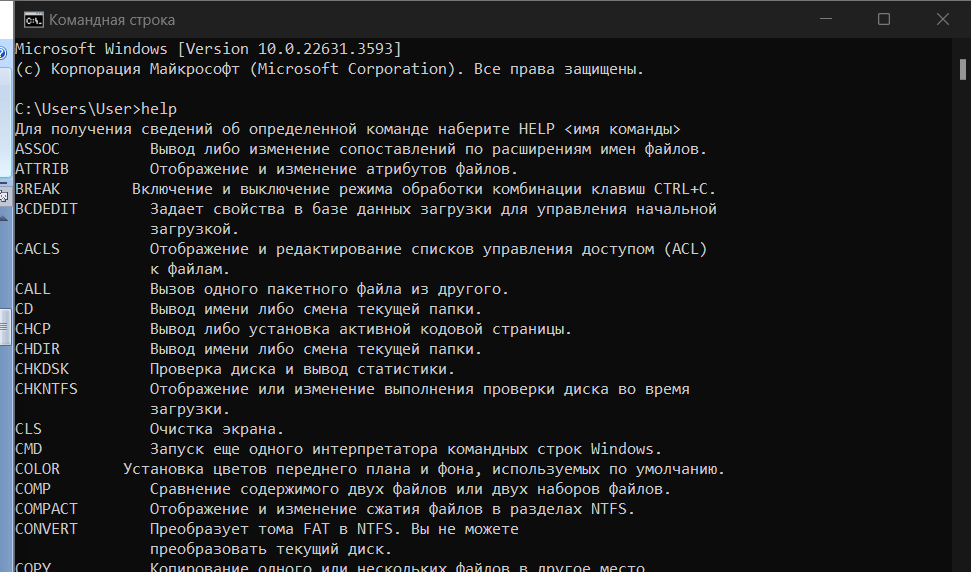 Командная строка
Microsoft Windows [Version 10.0.22631.3593]
(c) Корпорация Майкрософт (Microsoft Corporation). Все права защищены.
C:\Users\User>help
Для получения сведений об определенной команде наберите HELP <имя команды>
ASSOC          Вывод либо изменение сопоставлений по расширениям имен файлов.
ATTRIB         Отображение и изменение атрибутов файлов.
BREAK        Включение и выключение режима обработки комбинации клавиш CTRL+C.
BCDEDIT        Задает свойства в базе данных загрузки для управления начальной
               загрузкой.
CACLS          Отображение и редактирование списков управления доступом (ACL)
               к файлам.
CALL           Вызов одного пакетного файла из другого.
CD             Вывод имени либо смена текущей папки.
CHCP           Вывод либо установка активной кодовой страницы.
CHDIR          Вывод имени либо смена текущей папки.
CHKDSK         Проверка диска и вывод статистики.
CHKNTFS        Отображение или изменение выполнения проверки диска во время
               загрузки.
CLS            Очистка экрана.
CMD            Запуск еще одного интерпретатора командных строк Windows.
COLOR       Установка цветов переднего плана и фона, используемых по умолчанию.
COMP           Сравнение содержимого двух файлов или двух наборов файлов.
COMPACT        Отображение и изменение сжатия файлов в разделах NTFS.
CONVERT        Преобразует тома FAT в NTFS. Вы не можете
               преобразовать текущий диск.
COPY           Копирование одного или нескольких файлов в другое место.